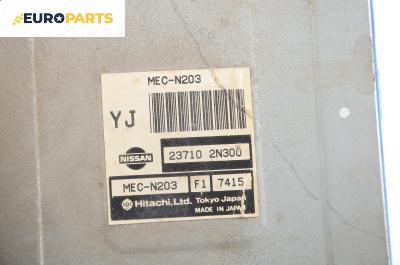 EUROPARTS
MEC-N203
YJ
NISSAN
23710 2N300
MEC-N203 F1 7415
Hitachi, Ltd. Tokyo Japan
MADE IN JAPAN